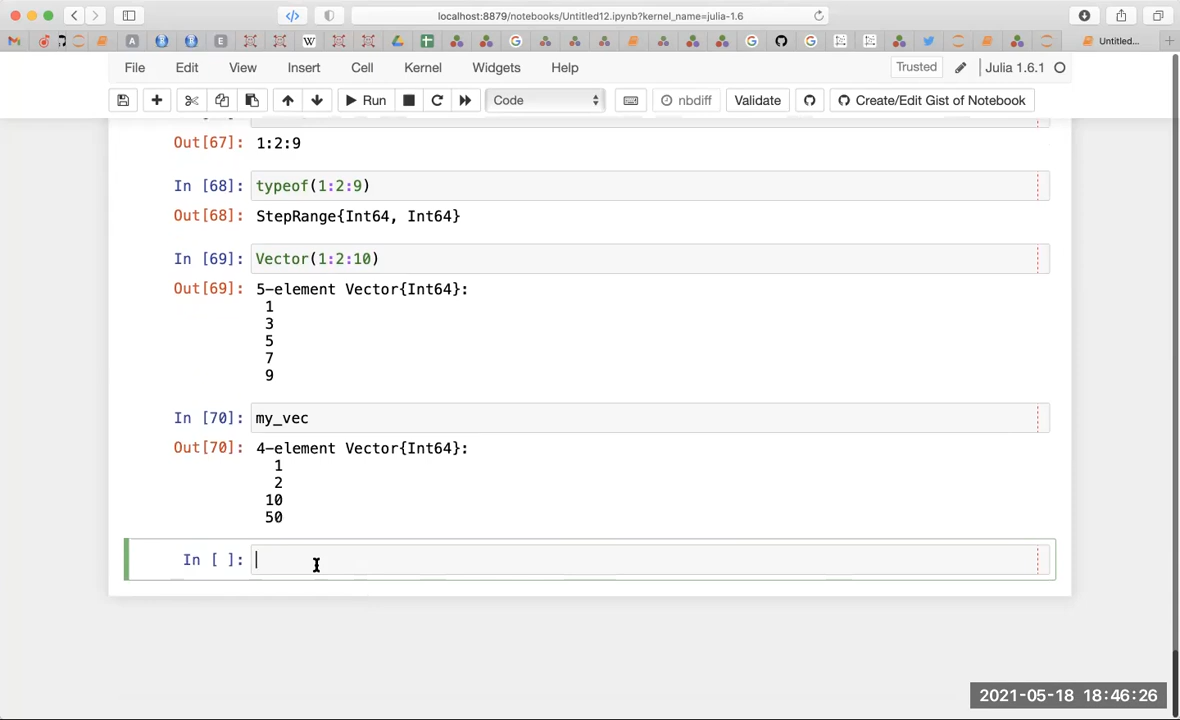 localhost:8879/notebooks/Untitled12.ipynb?kernel_name=julia-1.6
Untitled...
File Edit View Insert Cell Kernel Widgets Help Trusted Julia 1.6.1
Run Code nbdiff Validate Create/Edit Gist of Notebook
Out[67]: 1:2:9
In [68]: typeof(1:2:9)
Out[68]: StepRange{Int64, Int64}
In [69]: Vector(1:2:10)
Out[69]: 5-element Vector{Int64}:
1
3
5
7
9
In [70]: my_vec
Out[70]: 4-element Vector{Int64}:
1
2
10
50
In [ ]:
2021-05-18 18:46:26